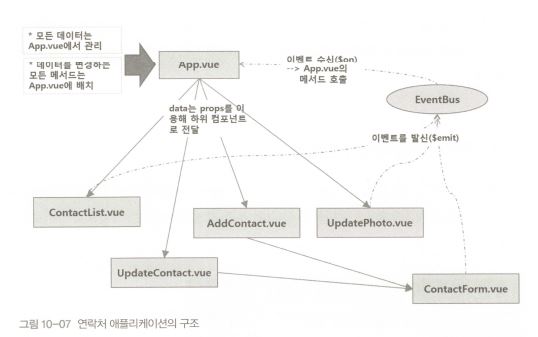 * 모든 데이터는
App.vue에서 관리
* 데이터를 변경하는
모든 메서드는
App.vue에 배치
App.vue
이벤트 수신($on)
--> App.vue의
메서드 호출
EventBus
data는 props를 이
용해 하위 컴포넌트
로 전달
이벤트를 발신($emit)
ContactList.vue
AddContact.vue
UpdatePhoto.vue
UpdateContact.vue
ContactForm.vue
그림 10-07 연락처 애플리케이션의 구조